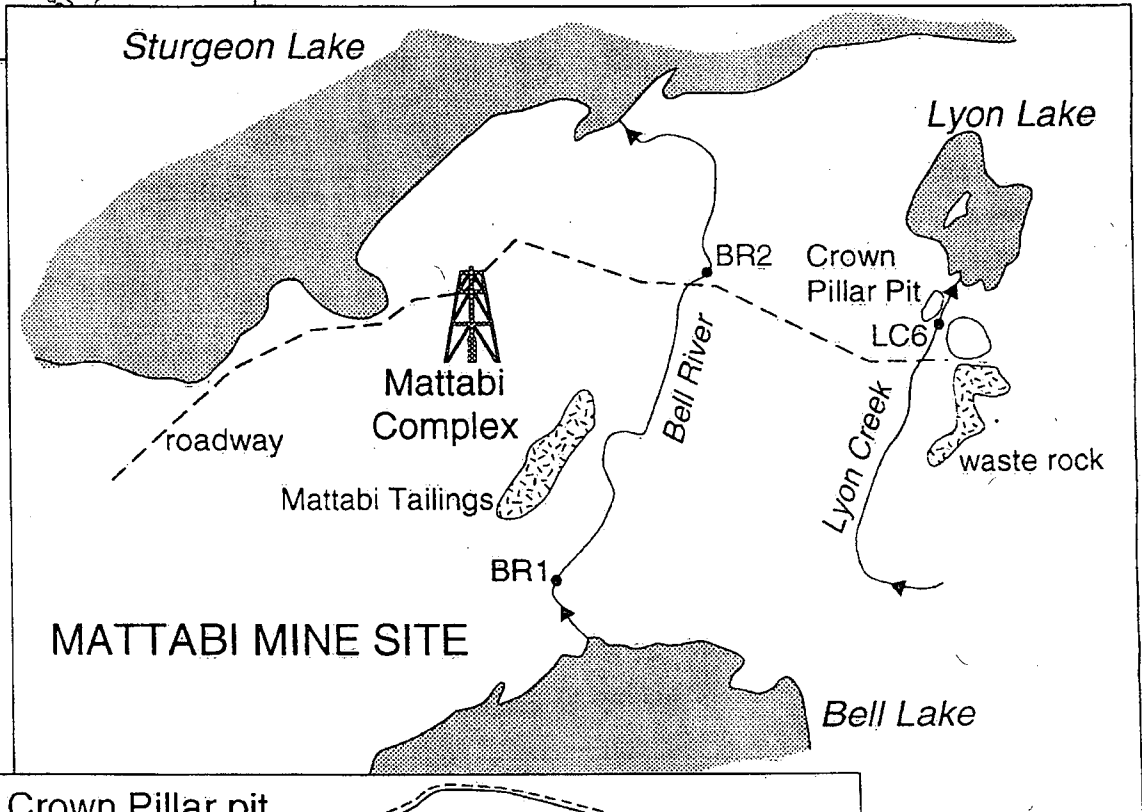 Sturgeon Lake
Lyon Lake
BR2
Crown
Pillar Pit
LC6
Mattabi
Complex
Bell River
roadway
Lyon Creek
waste rock
Mattabi Tailings
BR1
MATTABI MINE SITE
Bell Lake
Crown Pillar pit